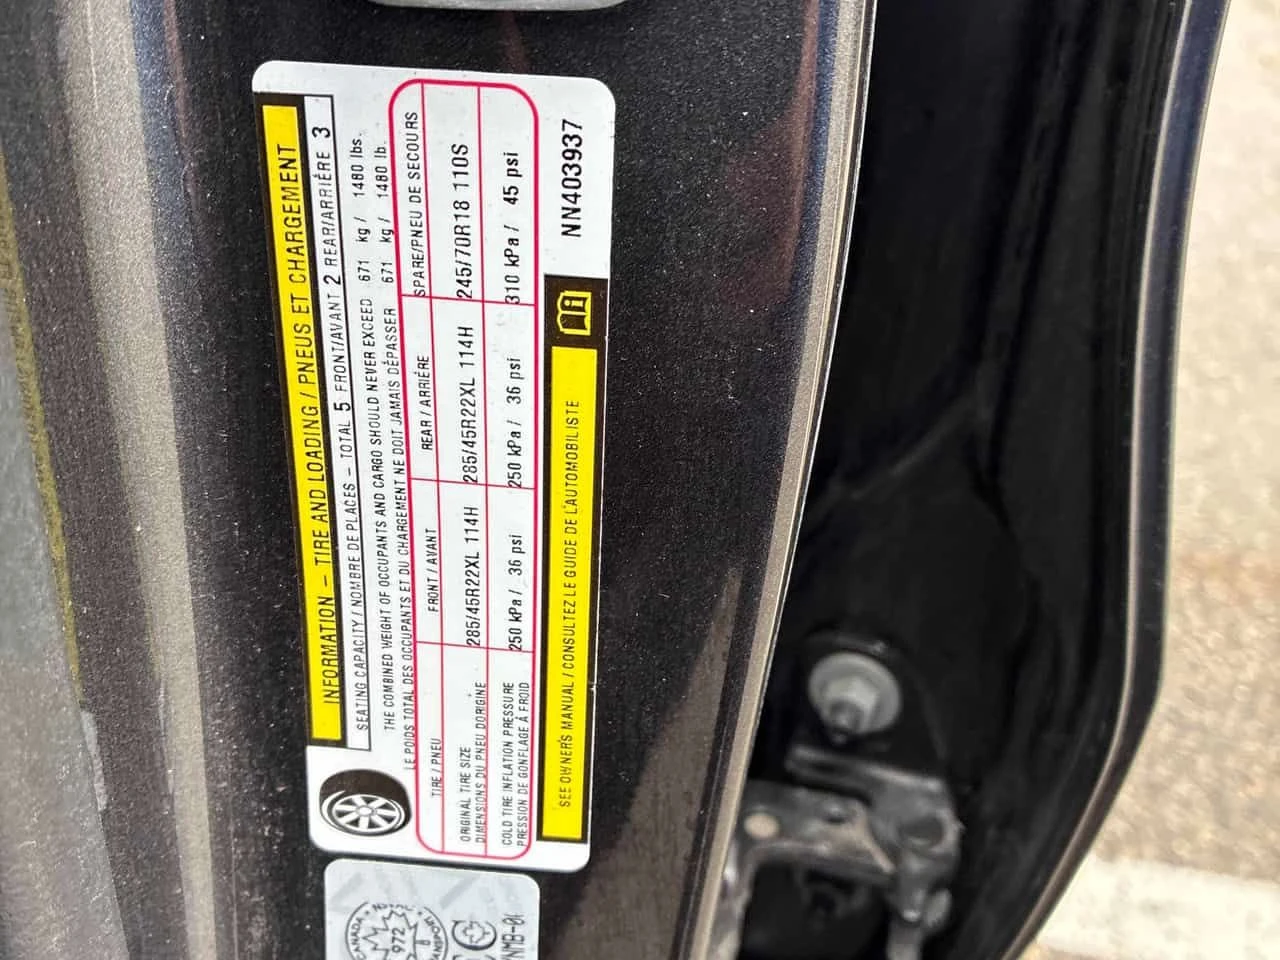 INFORMATION – TIRE AND LOADING / PNEUS ET CHARGEMENT
SEATING CAPACITY / NOMBRE DE PLACES – TOTAL 5 FRONT/AVANT 2 REAR/ARRIÈRE 3
THE COMBINED WEIGHT OF OCCUPANTS AND CARGO SHOULD NEVER EXCEED 671 kg / 1480 lbs.
LE POIDS TOTAL DES OCCUPANTS ET DU CHARGEMENT NE DOIT JAMAIS DÉPASSER 671 kg / 1480 lb.
TIRE / PNEU FRONT / AVANT REAR / ARRIÈRE SPARE/PNEU DE SECOURS
ORIGINAL TIRE SIZE
DIMENSIONS DU PNEU D'ORIGINE
285/45R22XL 114H 285/45R22XL 114H 245/70R18 110S
COLD TIRE INFLATION PRESSURE
PRESSION DE GONFLAGE À FROID
250 kPa / 36 psi 250 kPa / 36 psi 310 kPa / 45 psi
SEE OWNER'S MANUAL / CONSULTEZ LE GUIDE DE L'AUTOMOBILISTE
NN403937
CANADA
972